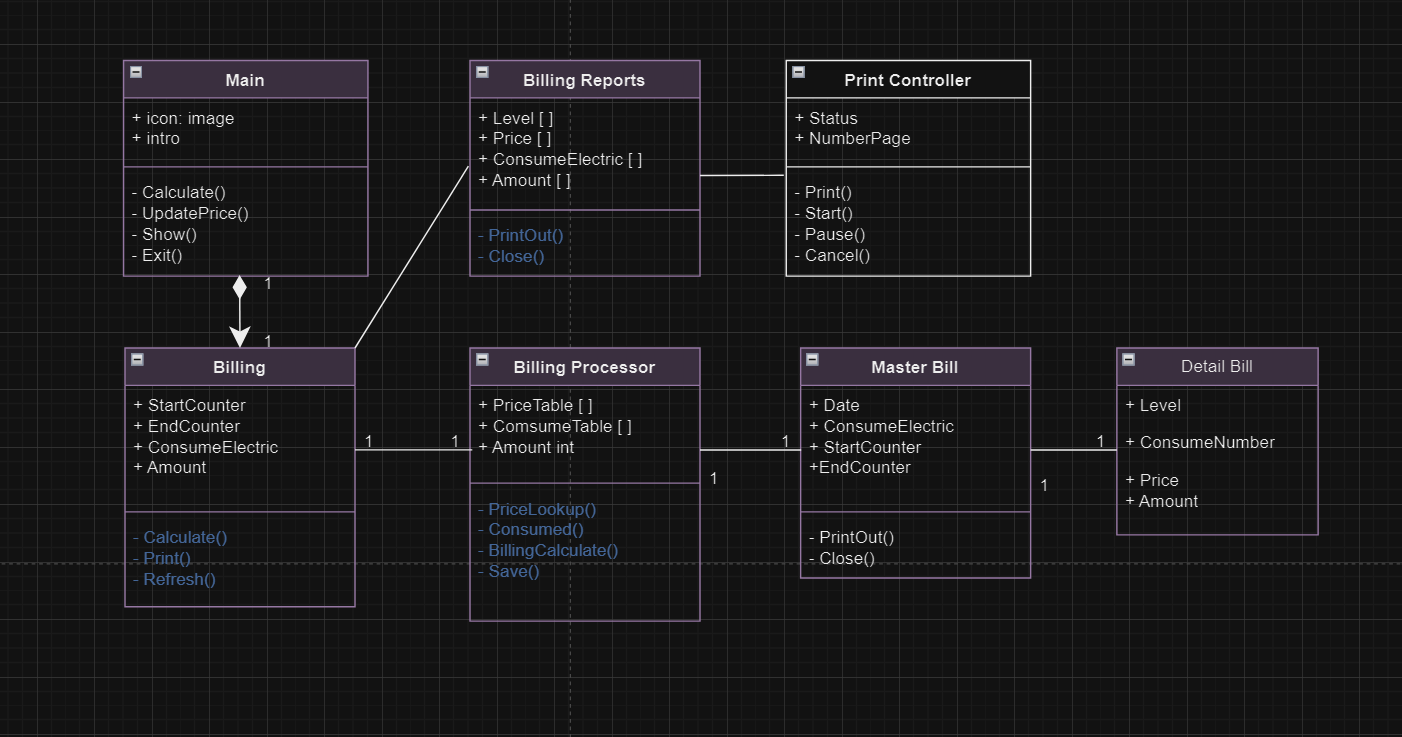 Main
+ icon: image
+ intro
- Calculate()
- UpdatePrice()
- Show()
- Exit()
Billing Reports
+ Level [ ]
+ Price [ ]
+ ConsumeElectric [ ]
+ Amount [ ]
- PrintOut()
- Close()
Print Controller
+ Status
+ NumberPage
- Print()
- Start()
- Pause()
- Cancel()
1
1
Billing
+ StartCounter
+ EndCounter
+ ConsumeElectric
+ Amount
- Calculate()
- Print()
- Refresh()
1
1
Billing Processor
+ PriceTable [ ]
+ ComsumeTable [ ]
+ Amount int
- PriceLookup()
- Consumed()
- BillingCalculate()
- Save()
1
1
Master Bill
+ Date
+ ConsumeElectric
+ StartCounter
+EndCounter
- PrintOut()
- Close()
1
1
Detail Bill
+ Level
+ ConsumeNumber
+ Price
+ Amount